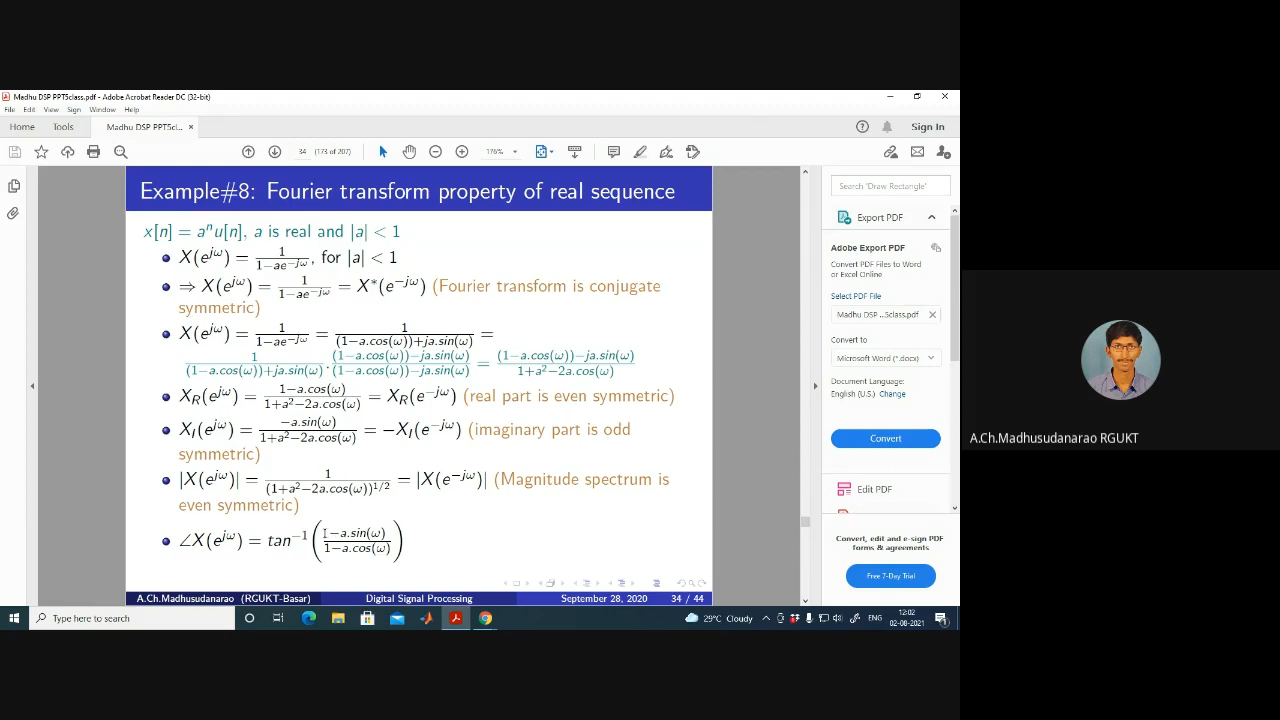 Madhu DSP PPT5class.pdf - Adobe Acrobat Reader DC (32-bit)
File Edit View Sign Window Help
Home Tools Madhu DSP PPT5cl... × Sign In
34 (173 of 207) 176%
Example#8: Fourier transform property of real sequence
x[n] = aⁿu[n], a is real and |a| < 1
X(e^{jω}) = 1/(1−ae^{−jω}), for |a| < 1
⇒ X(e^{jω}) = 1/(1−ae^{−jω}) = X*(e^{−jω}) (Fourier transform is conjugate
symmetric)
X(e^{jω}) = 1/(1−ae^{−jω}) = 1/((1−a.cos(ω))+ja.sin(ω)) =
1/((1−a.cos(ω))+ja.sin(ω)) . ((1−a.cos(ω))−ja.sin(ω))/((1−a.cos(ω))−ja.sin(ω)) = ((1−a.cos(ω))−ja.sin(ω))/(1+a²−2a.cos(ω))
X_R(e^{jω}) = (1−a.cos(ω))/(1+a²−2a.cos(ω)) = X_R(e^{−jω}) (real part is even symmetric)
X_I(e^{jω}) = (−a.sin(ω))/(1+a²−2a.cos(ω)) = −X_I(e^{−jω}) (imaginary part is odd
symmetric)
|X(e^{jω})| = 1/(1+a²−2a.cos(ω))^{1/2} = |X(e^{−jω})| (Magnitude spectrum is
even symmetric)
∠X(e^{jω}) = tan⁻¹((1−a.sin(ω))/(1−a.cos(ω)))
A.Ch.Madhusudanarao (RGUKT-Basar) Digital Signal Processing September 28, 2020 34 / 44
Search 'Draw Rectangle'
Export PDF
Adobe Export PDF
Convert PDF Files to Word
or Excel Online
Select PDF File
Madhu DSP ...5class.pdf ×
Convert to
Microsoft Word (*.docx)
Document Language:
English (U.S.) Change
Convert
Edit PDF
Convert, edit and e-sign PDF
forms & agreements
Free 7-Day Trial
A.Ch.Madhusudanarao RGUKT
Type here to search
29°C Cloudy ENG 12:02
02-08-2021